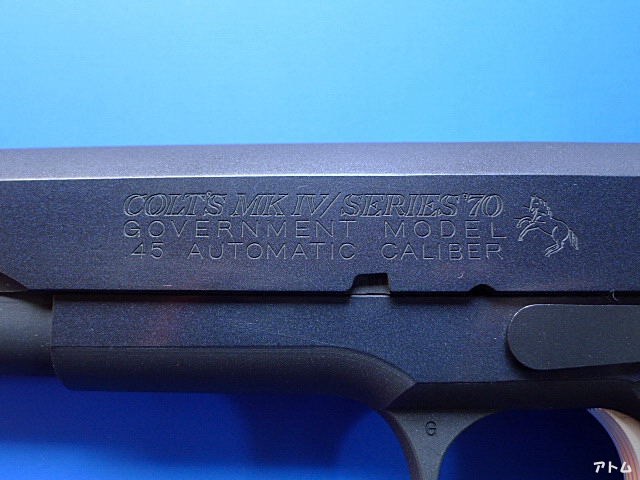 COLT'S MK IV/ SERIES '70
GOVERNMENT MODEL
45 AUTOMATIC CALIBER
G
アトム